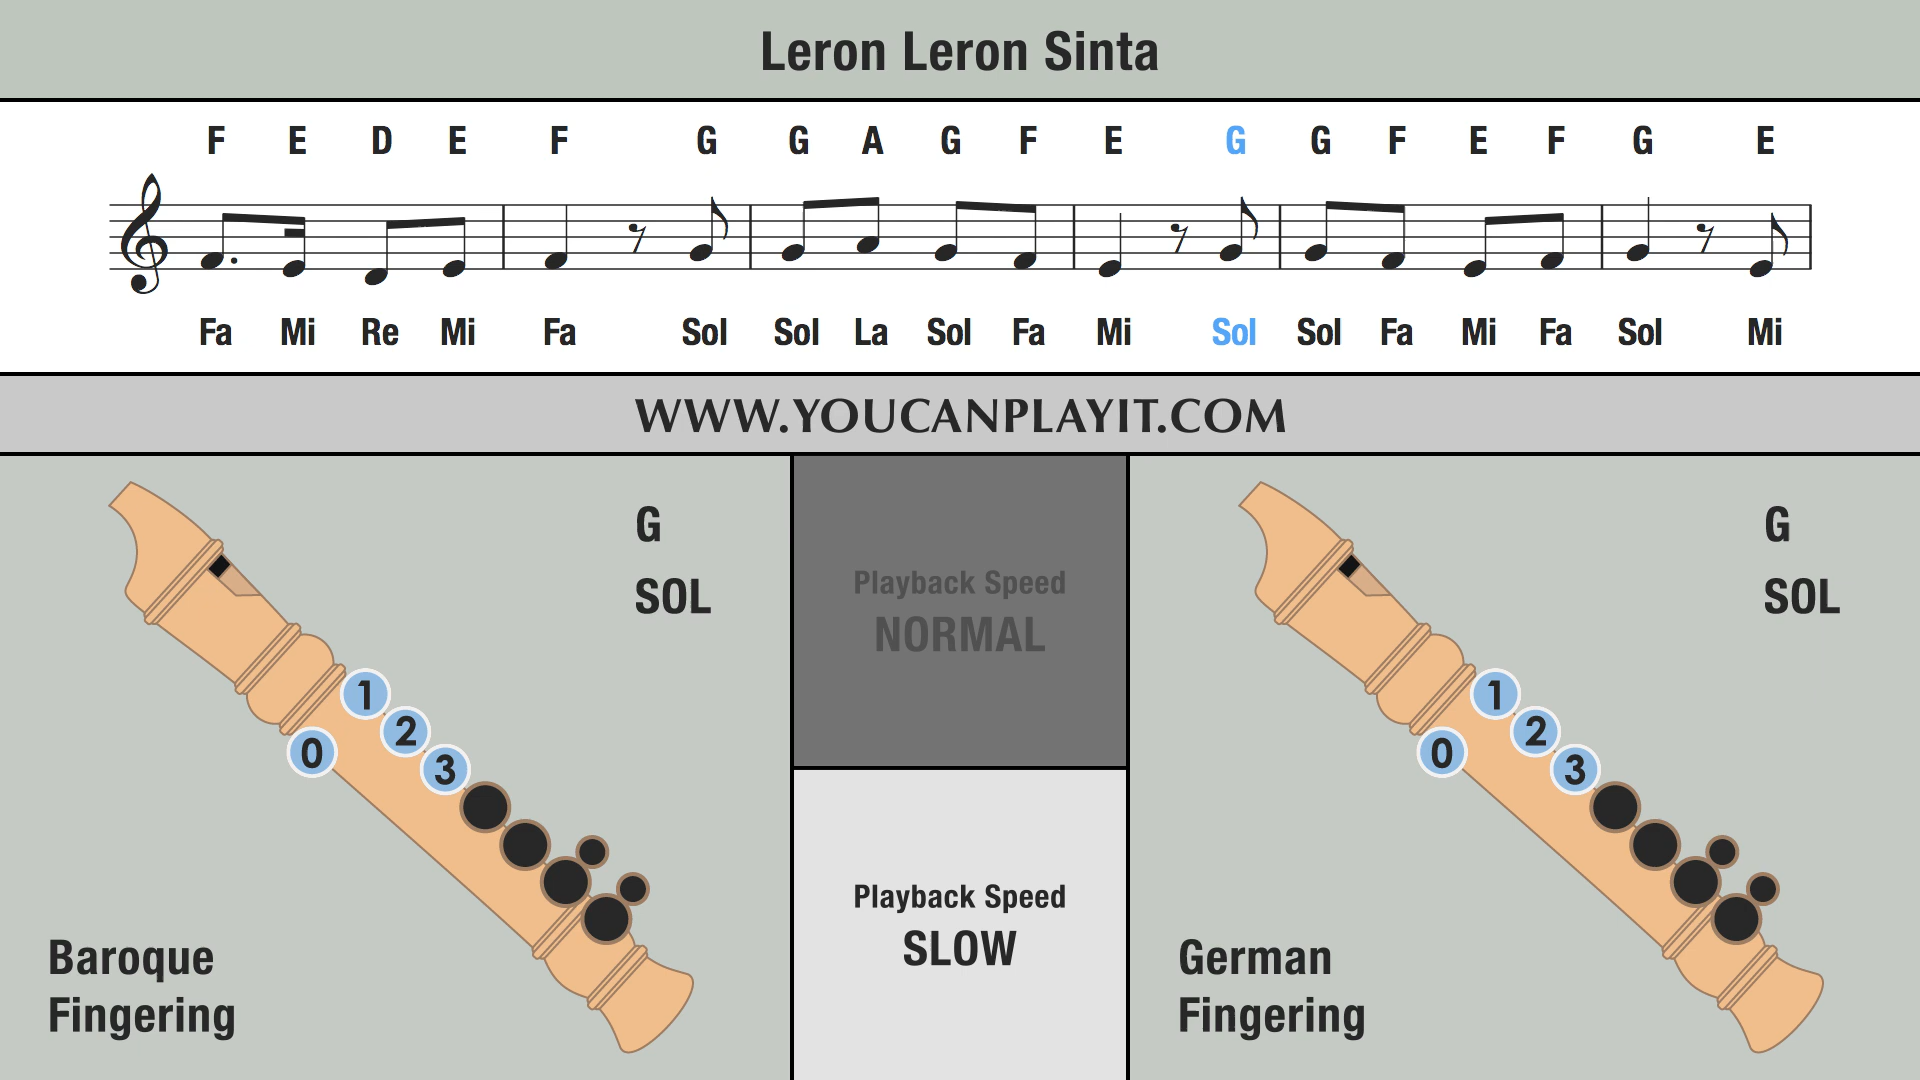 Leron Leron Sinta
F E D E F G G A G F E G G F E F G E
Fa Mi Re Mi Fa Sol Sol La Sol Fa Mi Sol Sol Fa Mi Fa Sol Mi
WWW.YOUCANPLAYIT.COM
G
SOL
1
2
3
0
Baroque
Fingering
Playback Speed
NORMAL
Playback Speed
SLOW
G
SOL
1
2
3
0
German
Fingering